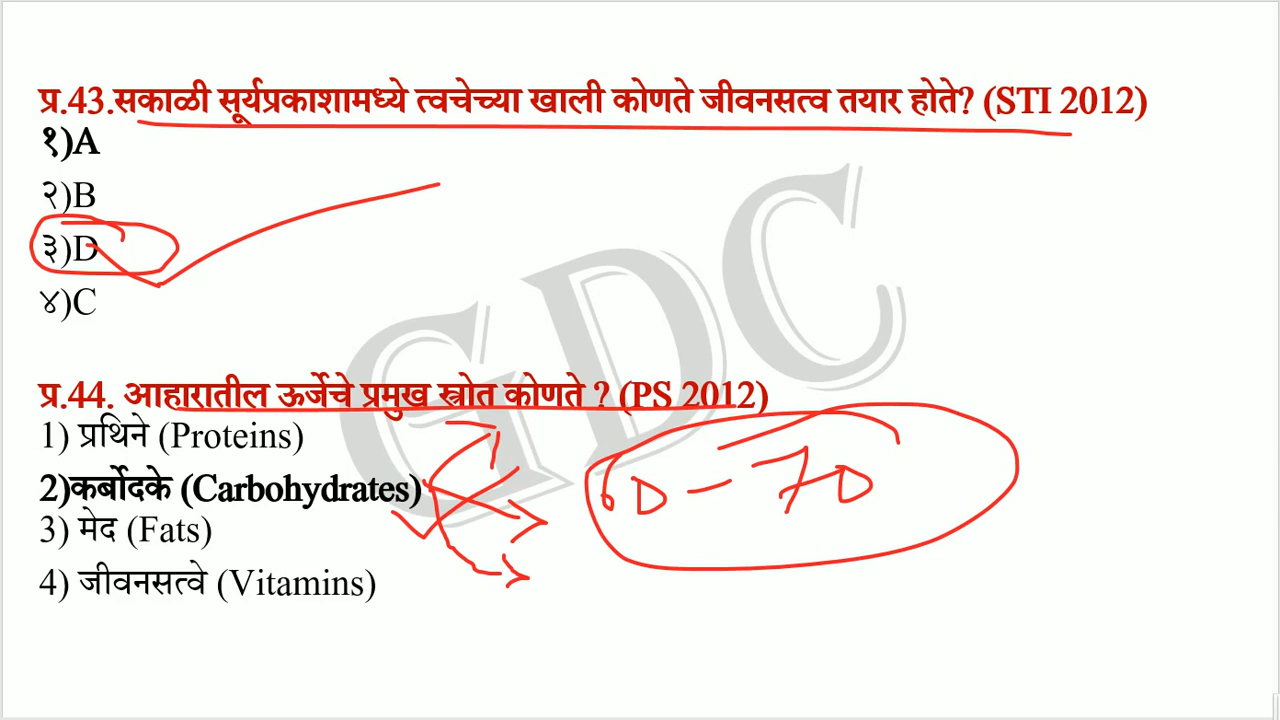 प्र.43.सकाळी सूर्यप्रकाशामध्ये त्वचेच्या खाली कोणते जीवनसत्व तयार होते? (STI 2012)
१)A
२)B
३)D
४)C
GDC
प्र.44. आहारातील ऊर्जेचे प्रमुख स्त्रोत कोणते ? (PS 2012)
1) प्रथिने (Proteins)
2)कर्बोदके (Carbohydrates)
60-70
3) मेद (Fats)
4) जीवनसत्वे (Vitamins)